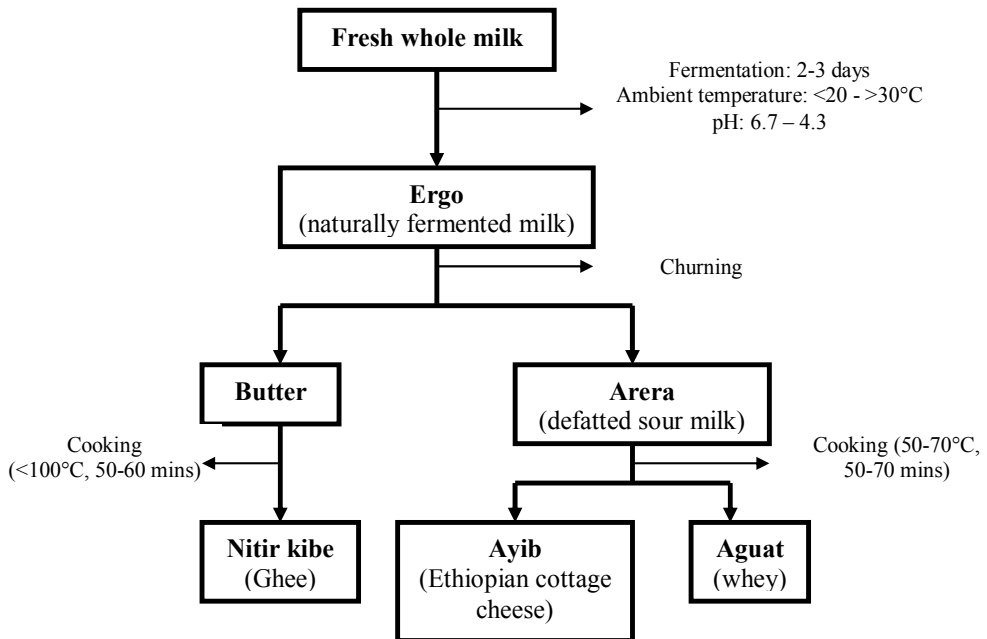 Fresh whole milk
Fermentation: 2-3 days
Ambient temperature: <20 - >30°C
pH: 6.7 – 4.3
Ergo
(naturally fermented milk)
Churning
Butter
Arera
(defatted sour milk)
Cooking
(<100°C, 50-60 mins)
Cooking (50-70°C,
50-70 mins)
Nitir kibe
(Ghee)
Ayib
(Ethiopian cottage
cheese)
Aguat
(whey)